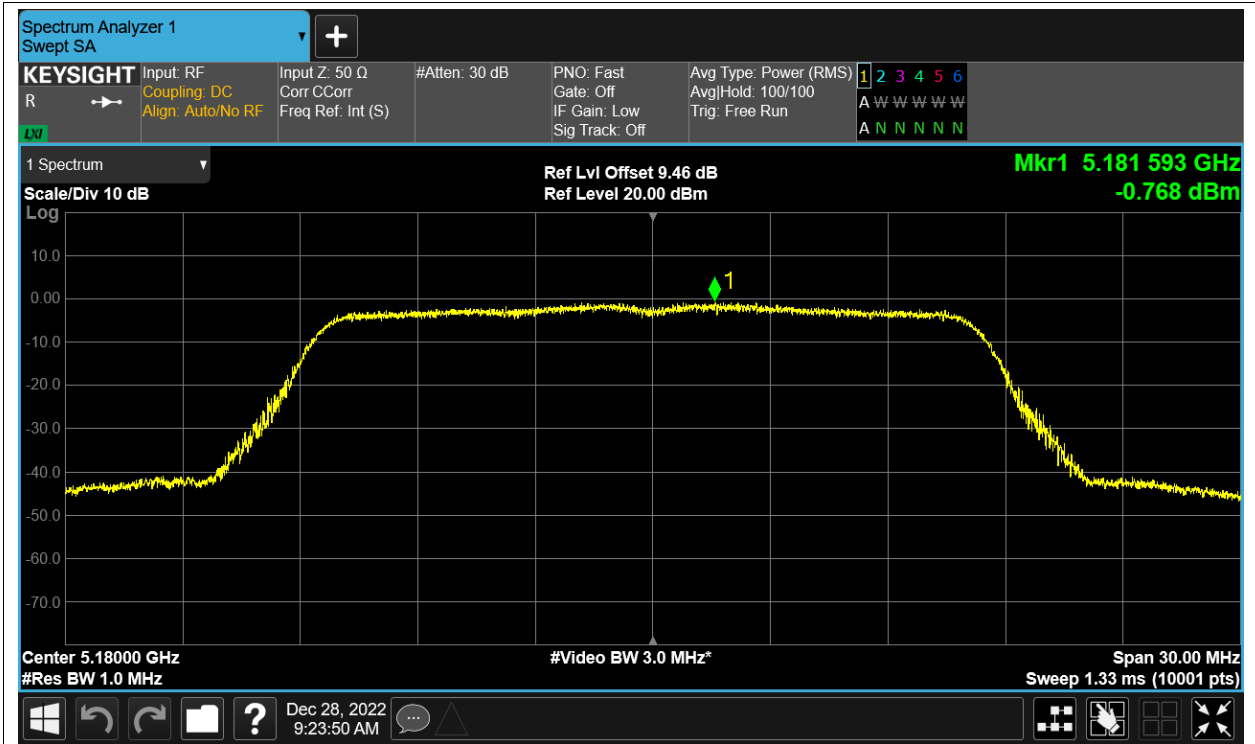 Spectrum Analyzer 1
Swept SA
+
KEYSIGHT
R
LXI
Input: RF
Coupling: DC
Align: Auto/No RF
Input Z: 50 Ω
Corr CCorr
Freq Ref: Int (S)
#Atten: 30 dB
PNO: Fast
Gate: Off
IF Gain: Low
Sig Track: Off
Avg Type: Power (RMS)
Avg|Hold: 100/100
Trig: Free Run
1 2 3 4 5 6
A W W W W W
A N N N N N
1 Spectrum
Scale/Div 10 dB
Log
Ref Lvl Offset 9.46 dB
Ref Level 20.00 dBm
Mkr1 5.181 593 GHz
-0.768 dBm
1
10.0
0.00
-10.0
-20.0
-30.0
-40.0
-50.0
-60.0
-70.0
Center 5.18000 GHz
#Res BW 1.0 MHz
#Video BW 3.0 MHz*
Span 30.00 MHz
Sweep 1.33 ms (10001 pts)
?
Dec 28, 2022
9:23:50 AM